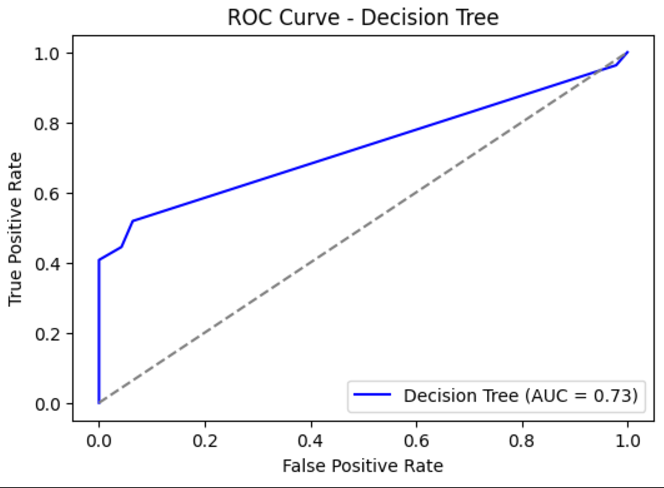 ROC Curve - Decision Tree
True Positive Rate
1.0
0.8
0.6
0.4
0.2
0.0
Decision Tree (AUC = 0.73)
0.0 0.2 0.4 0.6 0.8 1.0
False Positive Rate